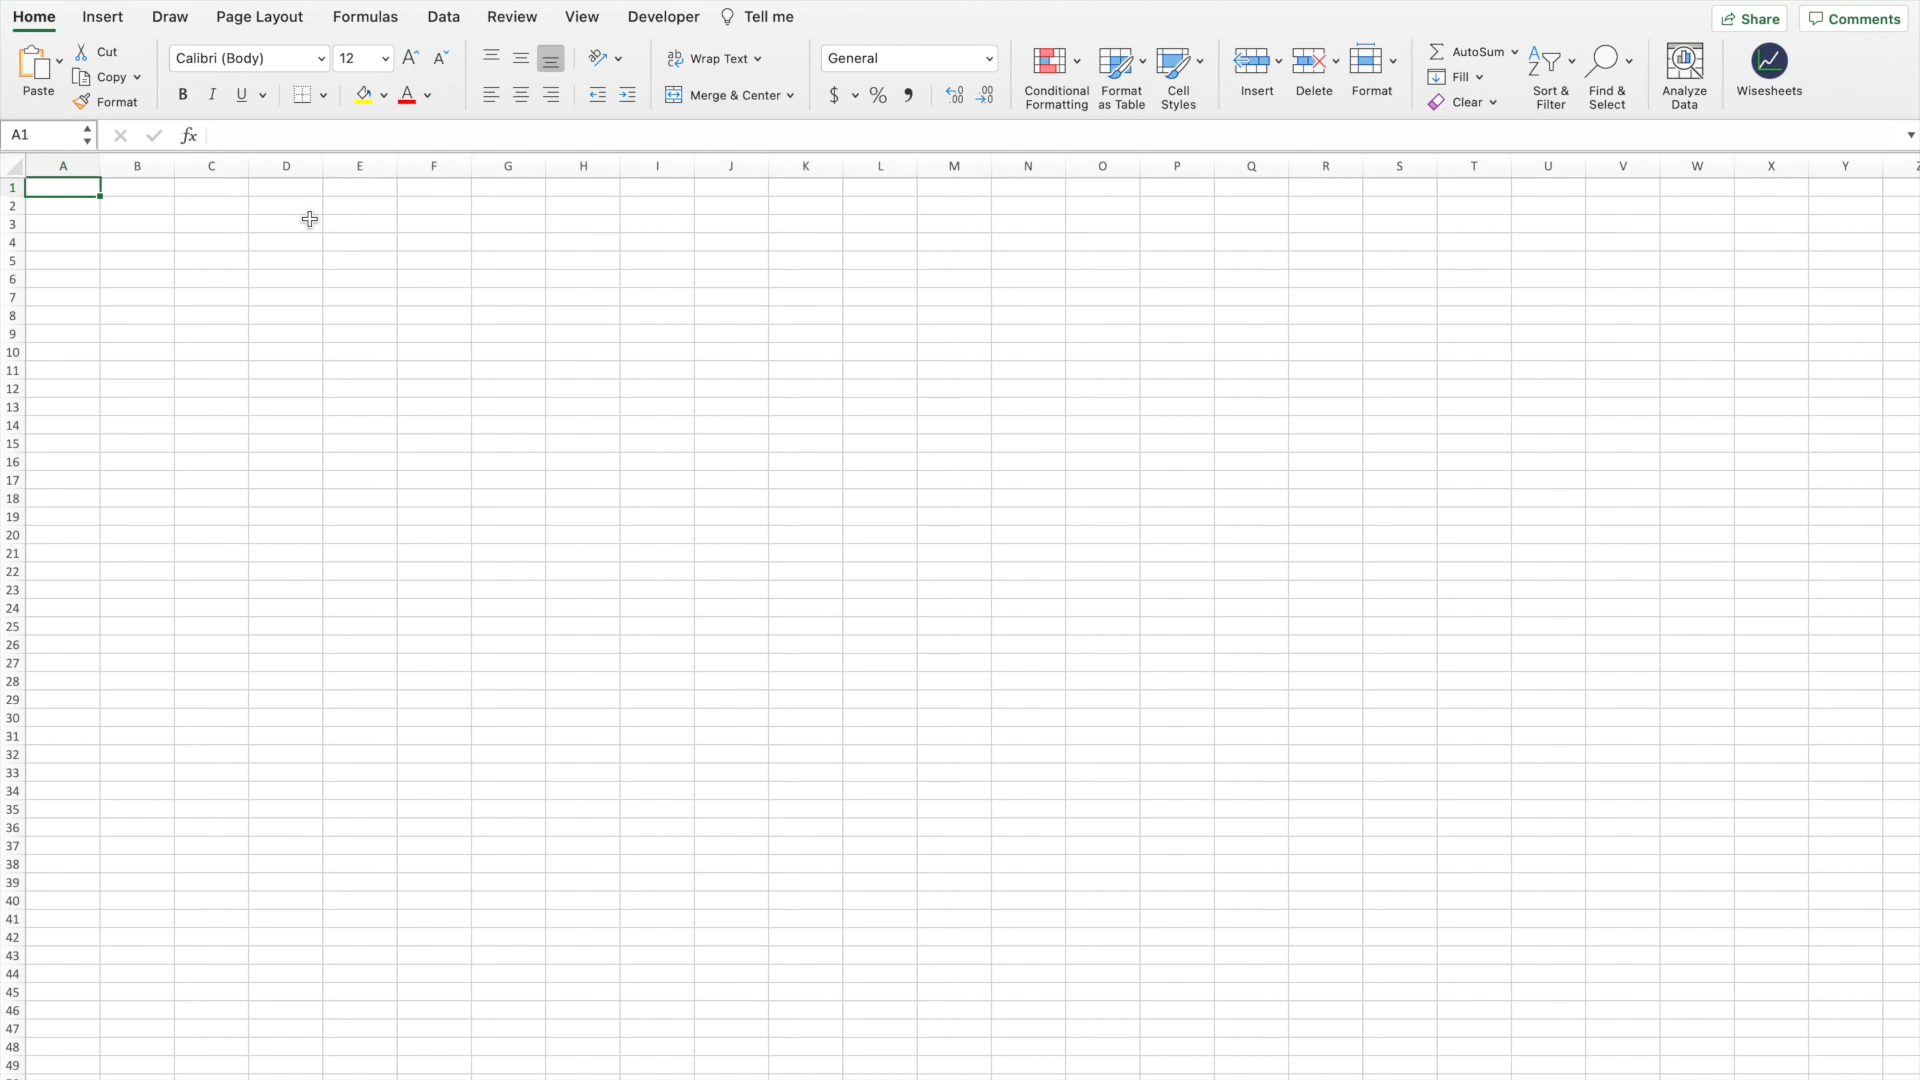 Home Insert Draw Page Layout Formulas Data Review View Developer Tell me Share Comments
Paste Cut Copy Format
Calibri (Body) 12 A A
B I U A
ab c Wrap Text
Merge & Center
General
$ % , .00 .0 .00
Conditional Formatting
Format as Table
Cell Styles
Insert Delete Format
AutoSum
Fill
Clear
Sort & Filter
Find & Select
Analyze Data
Wisesheets
A1 fx
A B C D E F G H I J K L M N O P Q R S T U V W X Y
1
2
3
4
5
6
7
8
9
10
11
12
13
14
15
16
17
18
19
20
21
22
23
24
25
26
27
28
29
30
31
32
33
34
35
36
37
38
39
40
41
42
43
44
45
46
47
48
49